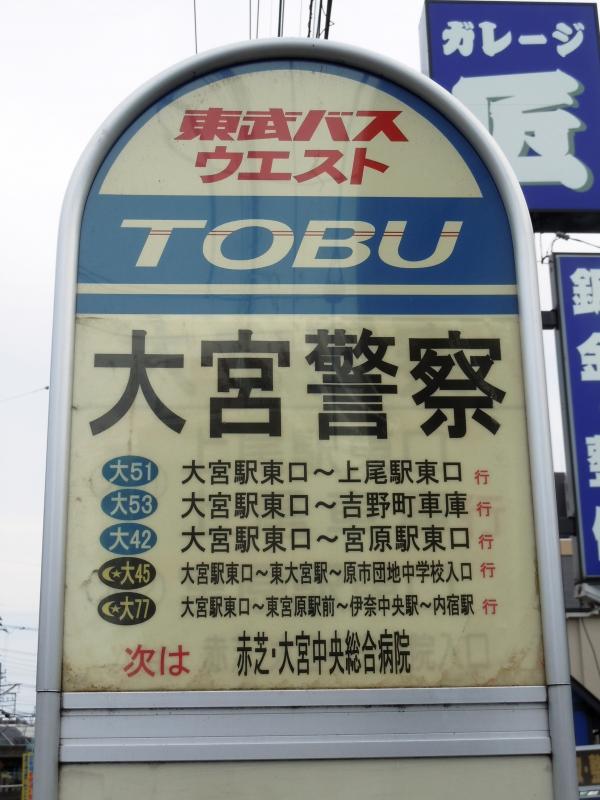 東武バス
ウエスト
TOBU
大宮警察
大51 大宮駅東口～上尾駅東口 行
大53 大宮駅東口～吉野町車庫 行
大42 大宮駅東口～宮原駅東口 行
大45 大宮駅東口～東大宮駅～原市団地中学校入口 行
大77 大宮駅東口～東宮原駅前～伊奈中央駅～内宿駅 行
次は 赤芝・大宮中央総合病院
ガレージ
匠
鈑
金
整